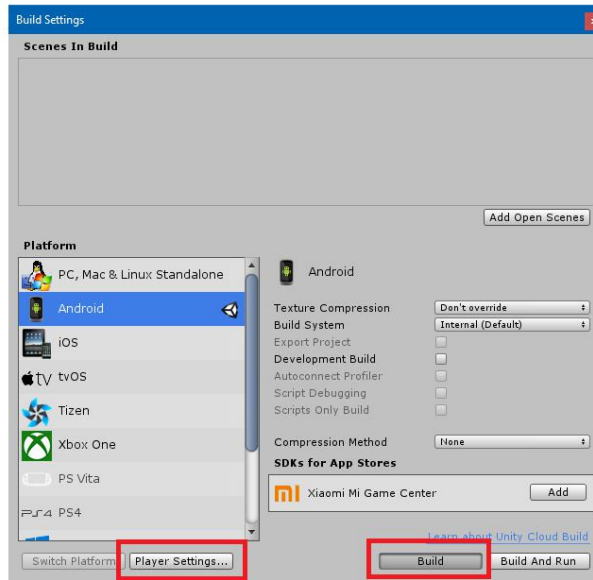 Build Settings
Scenes In Build
Add Open Scenes
Platform
PC, Mac & Linux Standalone
Android
iOS
tv tvOS
Tizen
Xbox One
PS Vita
PS4 PS4
Android
Texture Compression Don't override
Build System Internal (Default)
Export Project
Development Build
Autoconnect Profiler
Script Debugging
Scripts Only Build
Compression Method None
SDKs for App Stores
mi Xiaomi Mi Game Center Add
Learn about Unity Cloud Build
Switch Platform Player Settings... Build Build And Run